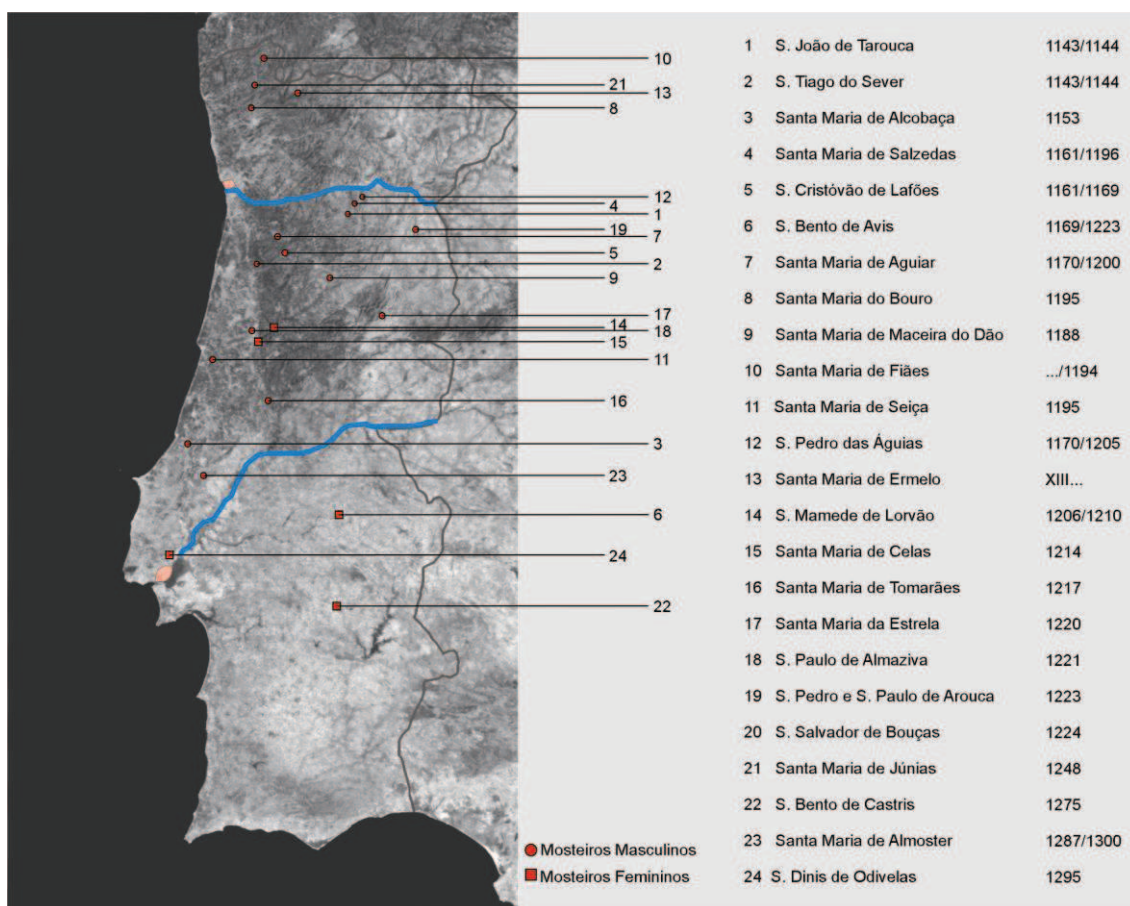 10
21
13
8
12
4
1
19
7
5
2
9
17
14
18
15
11
16
3
23
6
24
22
Mosteiros Masculinos
Mosteiros Femininos
1 S. João de Tarouca 1143/1144
2 S. Tiago do Sever 1143/1144
3 Santa Maria de Alcobaça 1153
4 Santa Maria de Salzedas 1161/1196
5 S. Cristóvão de Lafões 1161/1169
6 S. Bento de Avis 1169/1223
7 Santa Maria de Aguiar 1170/1200
8 Santa Maria do Bouro 1195
9 Santa Maria de Maceira do Dão 1188
10 Santa Maria de Fiães .../1194
11 Santa Maria de Seiça 1195
12 S. Pedro das Águias 1170/1205
13 Santa Maria de Ermelo XIII...
14 S. Mamede de Lorvão 1206/1210
15 Santa Maria de Celas 1214
16 Santa Maria de Tomarães 1217
17 Santa Maria da Estrela 1220
18 S. Paulo de Almaziva 1221
19 S. Pedro e S. Paulo de Arouca 1223
20 S. Salvador de Bouças 1224
21 Santa Maria de Júnias 1248
22 S. Bento de Castris 1275
23 Santa Maria de Almoster 1287/1300
24 S. Dinis de Odivelas 1295